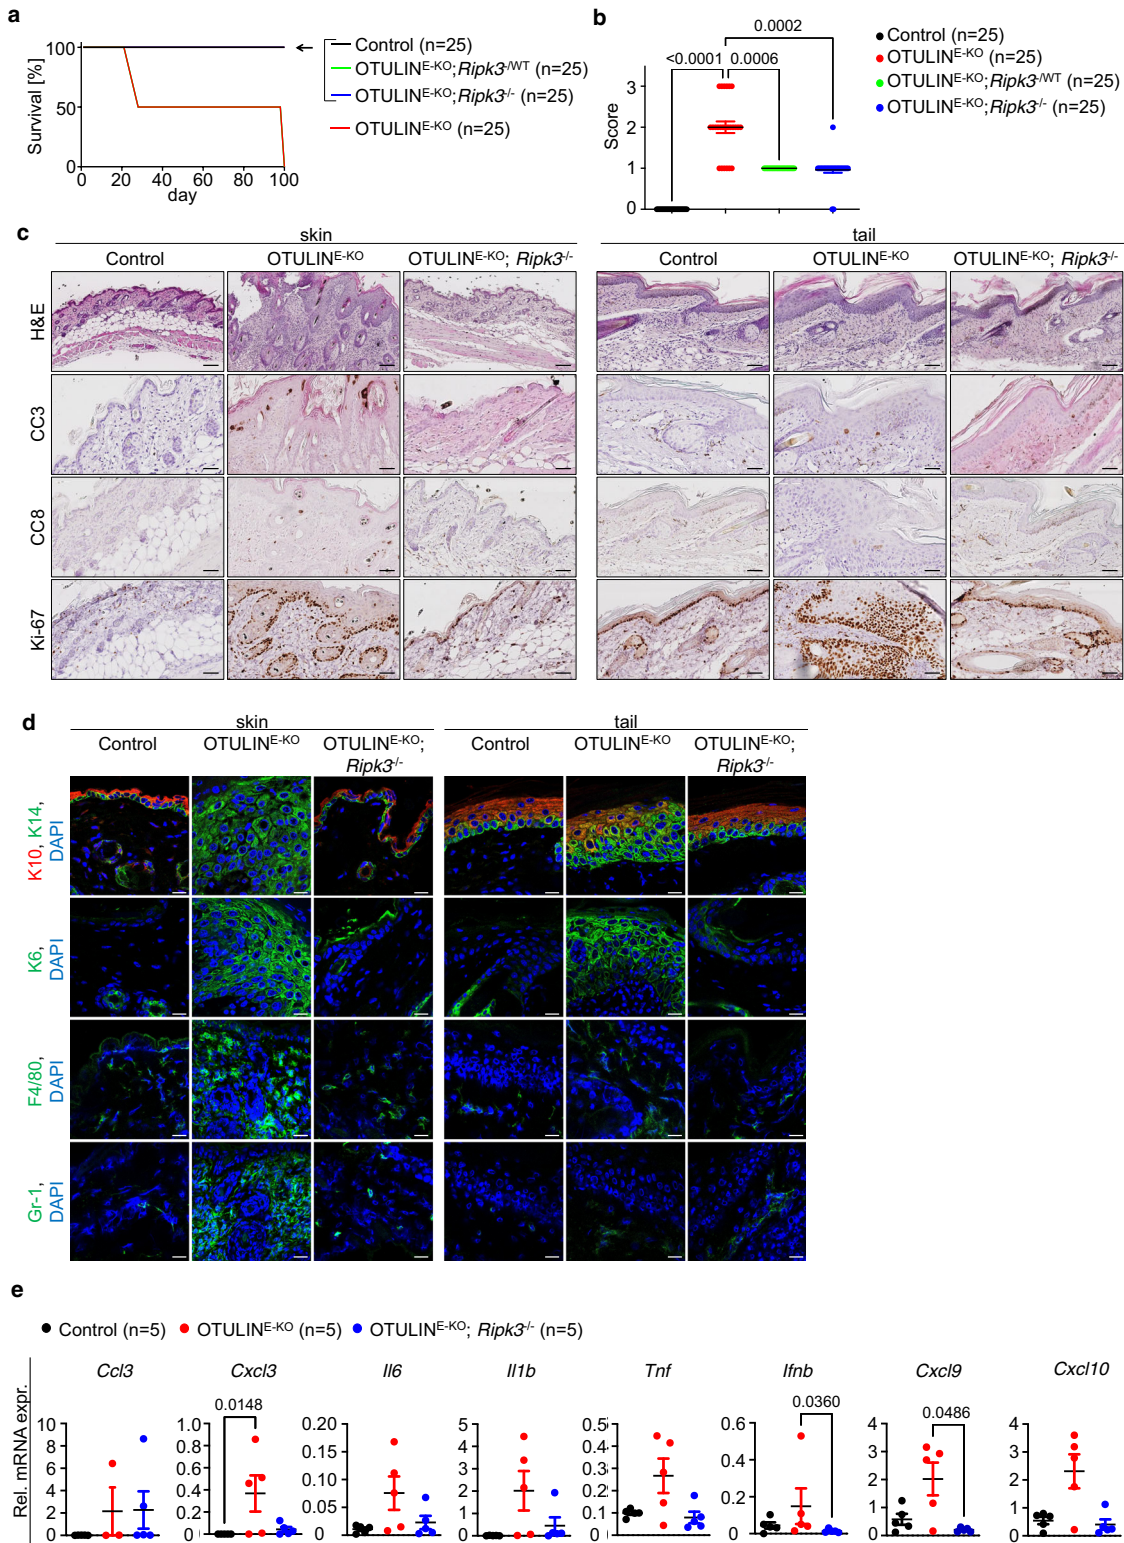 a
Survival [%]
100
50
0
0 20 40 60 80 100
day
Control (n=25)
OTULINE-KO;Ripk3-/WT (n=25)
OTULINE-KO;Ripk3-/- (n=25)
OTULINE-KO (n=25)
b
0.0002
<0.0001 0.0006
Score
3
2
1
0
Control (n=25)
OTULINE-KO (n=25)
OTULINE-KO;Ripk3-/WT (n=25)
OTULINE-KO;Ripk3-/- (n=25)
c
skin tail
Control OTULINE-KO OTULINE-KO; Ripk3-/- Control OTULINE-KO OTULINE-KO; Ripk3-/-
H&E
CC3
CC8
Ki-67
d
skin tail
Control OTULINE-KO OTULINE-KO; Ripk3-/- Control OTULINE-KO OTULINE-KO; Ripk3-/-
K10, K14, DAPI
K6, DAPI
F4/80, DAPI
Gr-1, DAPI
e
Control (n=5) OTULINE-KO (n=5) OTULINE-KO; Ripk3-/- (n=5)
Rel. mRNA expr.
Ccl3
10
8
6
4
2
0
Cxcl3
0.0148
1.0
0.8
0.6
0.4
0.2
0
Il6
0.20
0.15
0.10
0.05
0
Il1b
5
4
3
2
1
0
Tnf
0.5
0.4
0.3
0.2
0.1
0
Ifnb
0.0360
0.6
0.4
0.2
0
Cxcl9
0.0486
4
3
2
1
0
Cxcl10
4
3
2
1
0